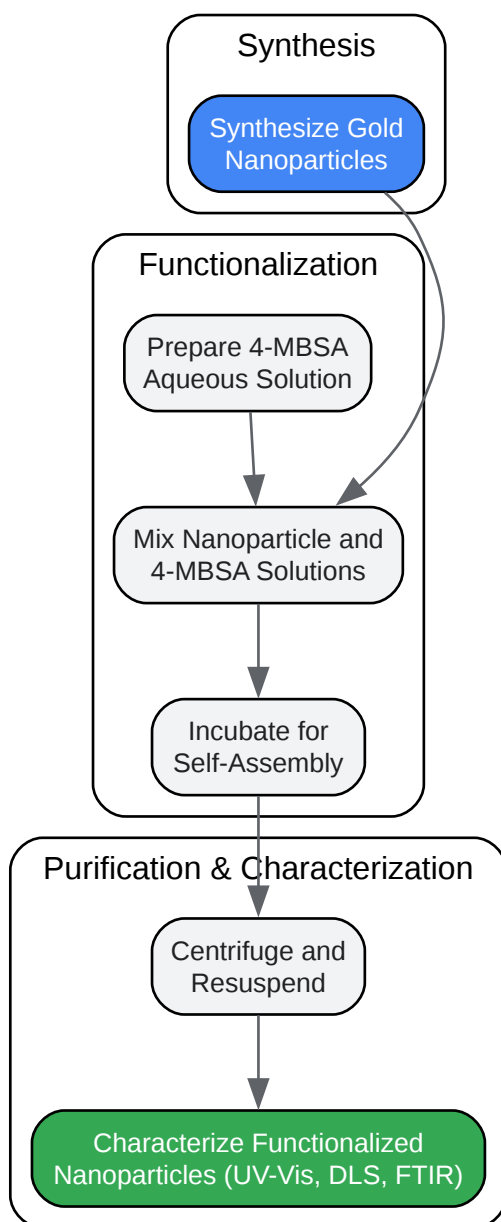 Synthesis
Synthesize Gold
Nanoparticles
Functionalization
Prepare 4-MBSA
Aqueous Solution
Mix Nanoparticle and
4-MBSA Solutions
Incubate for
Self-Assembly
Purification & Characterization
Centrifuge and
Resuspend
Characterize Functionalized
Nanoparticles (UV-Vis, DLS, FTIR)